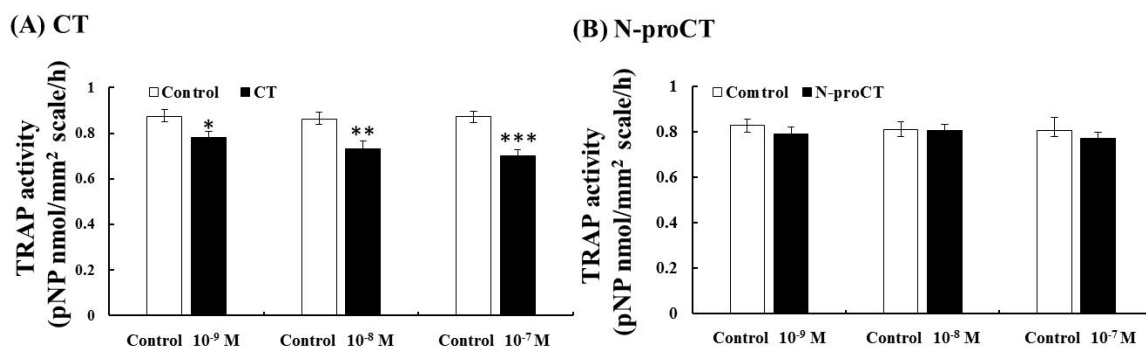 (A) CT
TRAP activity
(pNP nmol/mm² scale/h)
1
0.8
0.6
0.4
0.2
0
Control CT
* ** ***
Control 10⁻⁹ M Control 10⁻⁸ M Control 10⁻⁷ M
(B) N-proCT
TRAP activity
(pNP nmol/mm² scale/h)
1
0.8
0.6
0.4
0.2
0
Comtrol N-proCT
Control 10⁻⁹ M Control 10⁻⁸ M Control 10⁻⁷ M